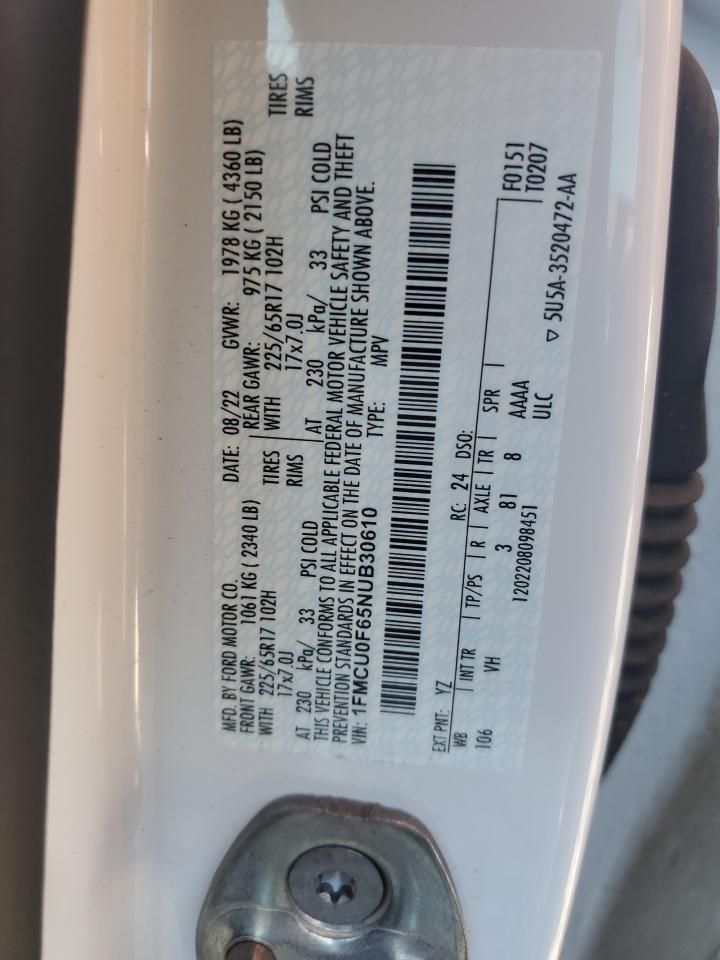 MFD. BY FORD MOTOR CO.
DATE: 08/22 GVWR: 1978 KG ( 4360 LB)
FRONT GAWR: 1061 KG ( 2340 LB) REAR GAWR: 975 KG ( 2150 LB)
WITH 225/65R17 102H TIRES WITH 225/65R17 102H TIRES
17x7.0J RIMS 17x7.0J RIMS
AT 230 kPa/ 33 PSI COLD AT 230 kPa/ 33 PSI COLD
THIS VEHICLE CONFORMS TO ALL APPLICABLE FEDERAL MOTOR VEHICLE SAFETY AND THEFT
PREVENTION STANDARDS IN EFFECT ON THE DATE OF MANUFACTURE SHOWN ABOVE.
VIN: 1FMCU0F65NUB30610 TYPE: MPV
EXT PNT: YZ RC: 24 DSO: F0151
WB INT TR TP/PS R AXLE TR SPR T0207
106 VH 3 81 8 AAAA
1202208098451 ULC
▽ 5U5A-3520472-AA